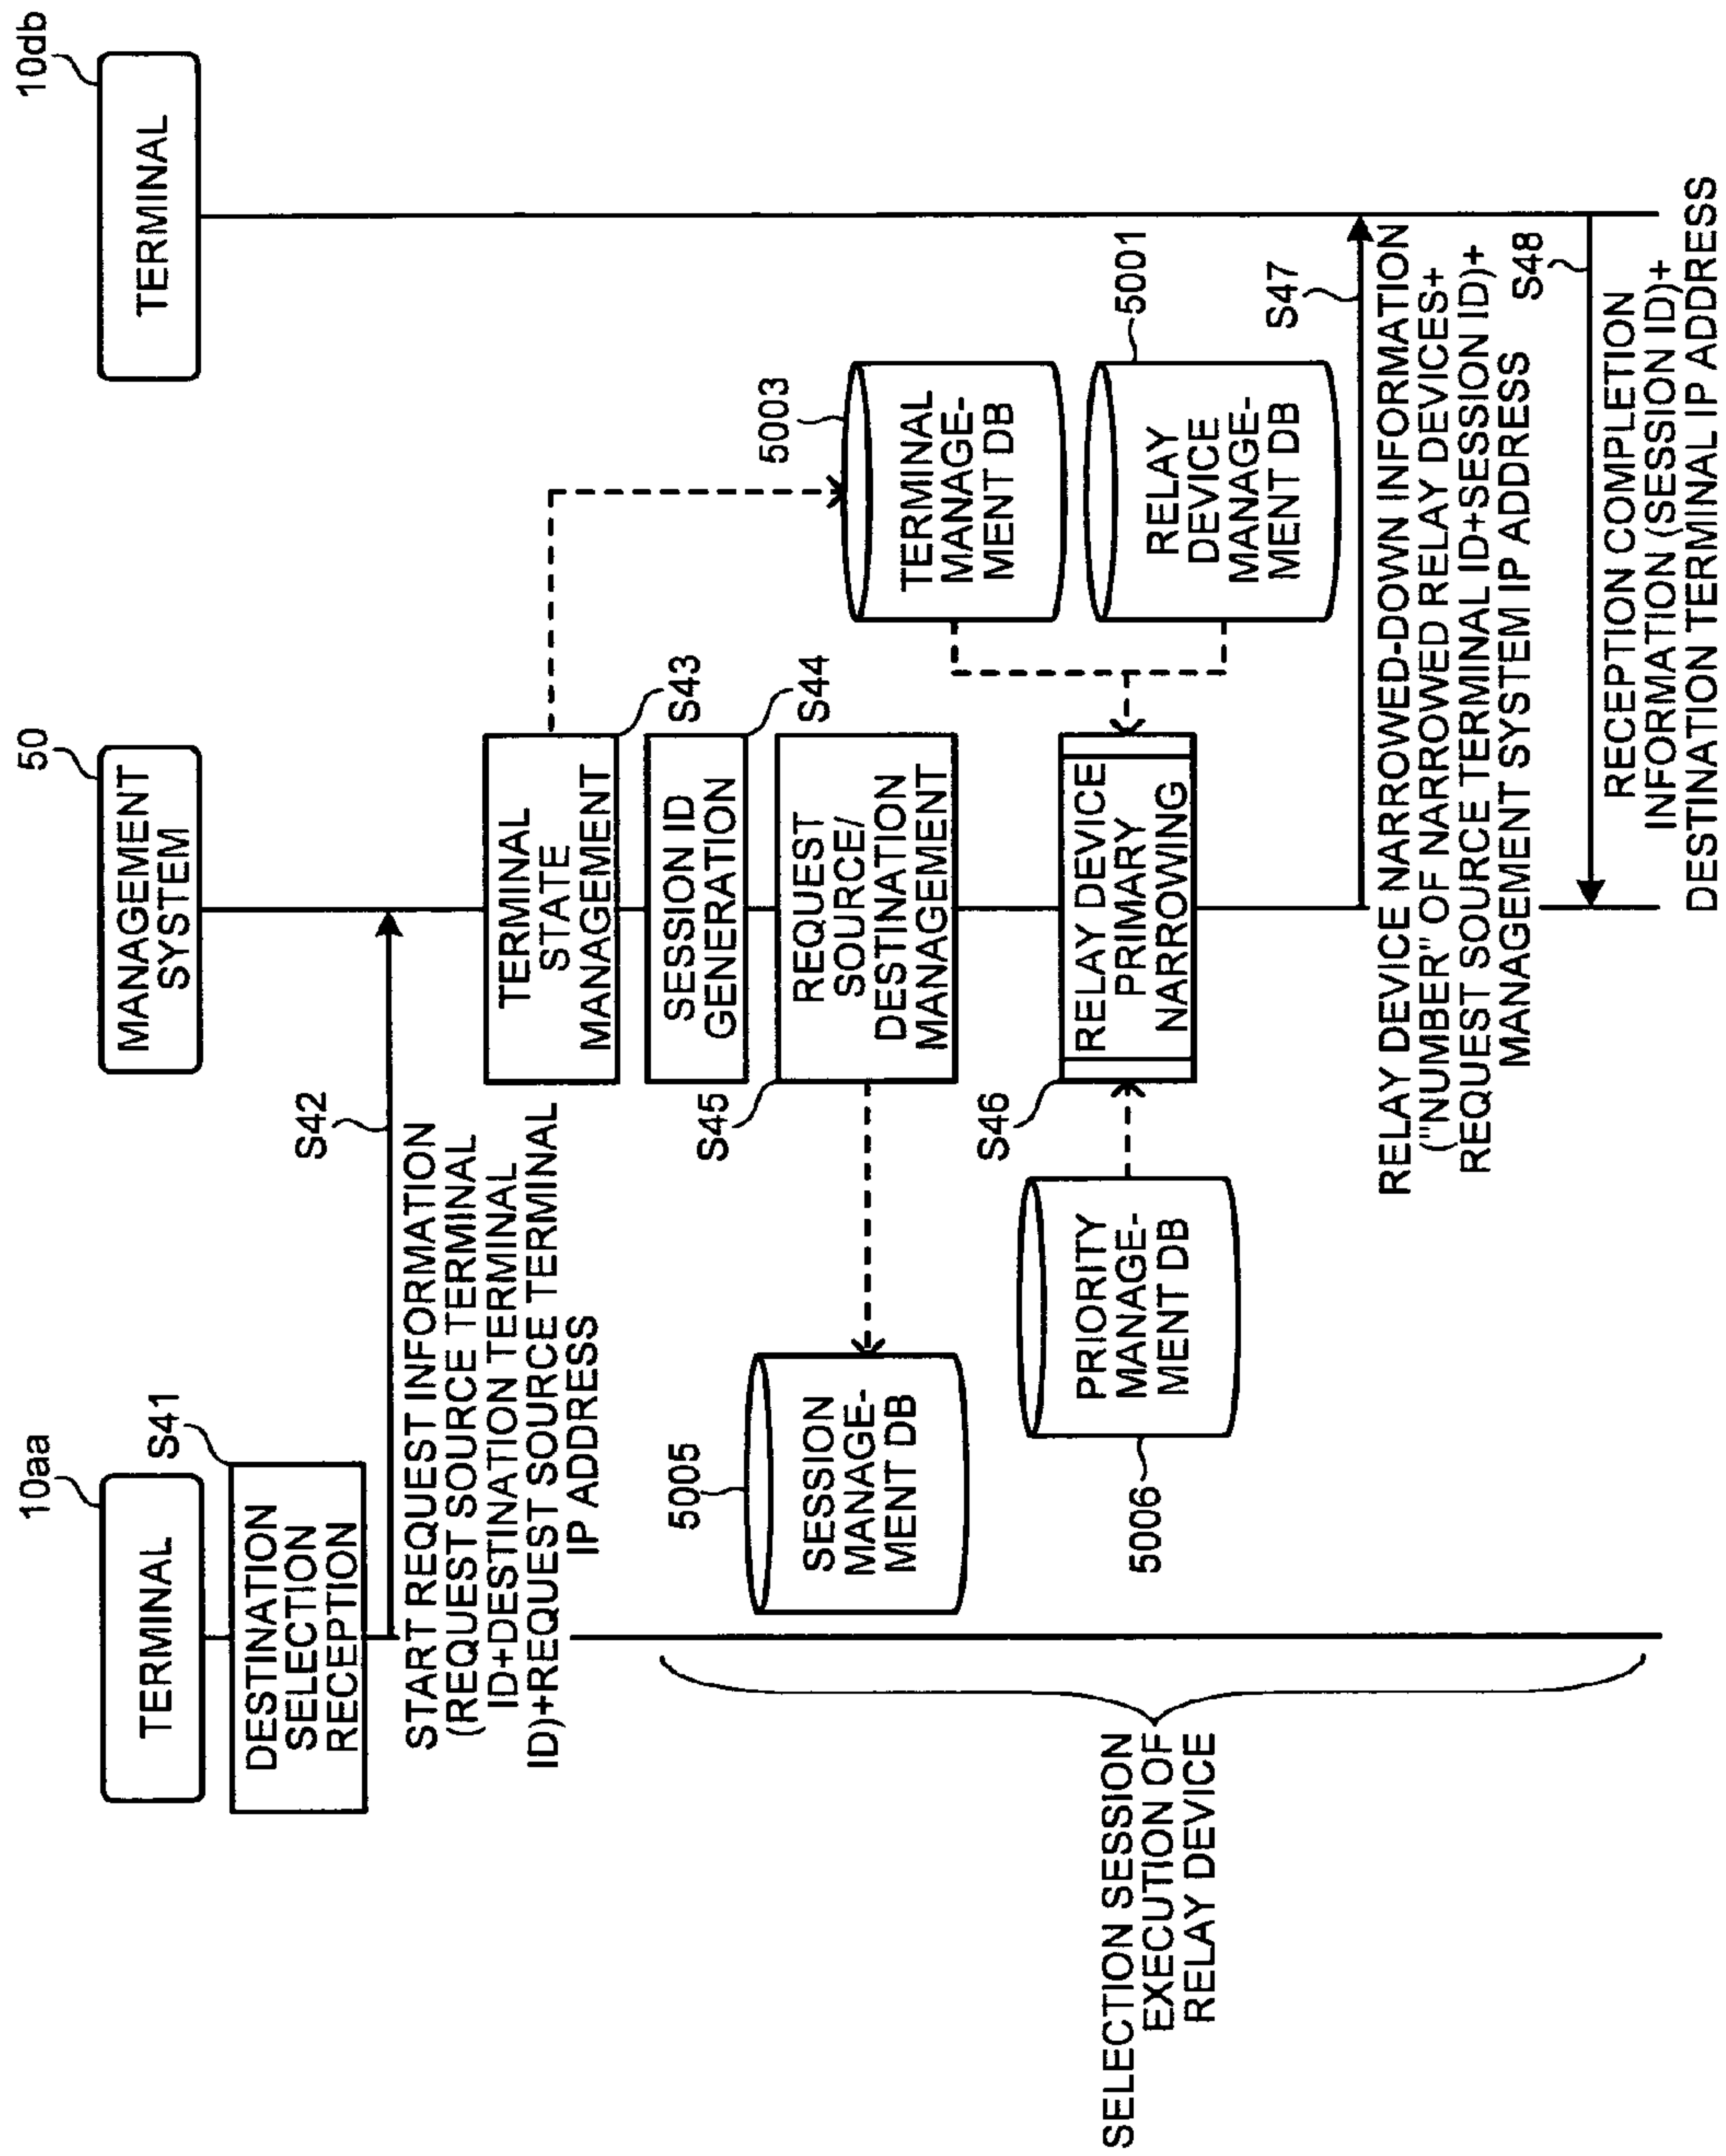 10aa
TERMINAL
50
MANAGEMENT
SYSTEM
10db
TERMINAL
S41
DESTINATION
SELECTION
RECEPTION
S42
START REQUEST INFORMATION
(REQUEST SOURCE TERMINAL
ID+DESTINATION TERMINAL
ID)+REQUEST SOURCE TERMINAL
IP ADDRESS
TERMINAL
STATE
MANAGEMENT
S43
SESSION ID
GENERATION
S44
S45
REQUEST
SOURCE/
DESTINATION
MANAGEMENT
5005
SESSION
MANAGE-
MENT DB
5003
TERMINAL
MANAGE-
MENT DB
5001
RELAY
DEVICE
MANAGE-
MENT DB
S46
RELAY DEVICE
PRIMARY
NARROWING
PRIORITY
MANAGE-
MENT DB
5006
SELECTION SESSION
EXECUTION OF
RELAY DEVICE
S47
RELAY DEVICE NARROWED-DOWN INFORMATION
("NUMBER" OF NARROWED RELAY DEVICES+
REQUEST SOURCE TERMINAL ID+SESSION ID)+
MANAGEMENT SYSTEM IP ADDRESS
S48
RECEPTION COMPLETION
INFORMATION (SESSION ID)+
DESTINATION TERMINAL IP ADDRESS